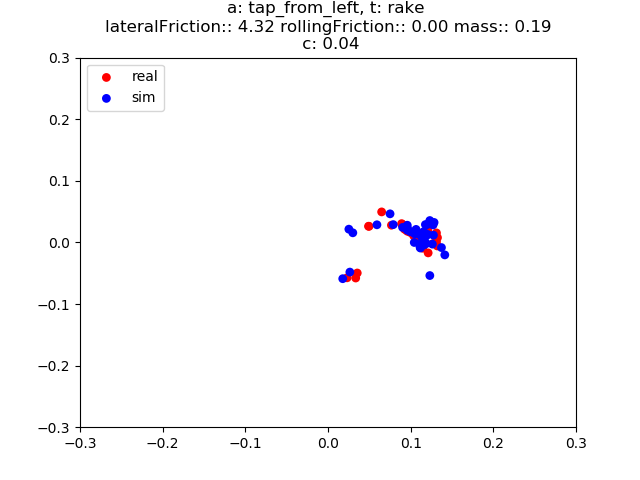 a: tap_from_left, t: rake
lateralFriction:: 4.32 rollingFriction:: 0.00 mass:: 0.19
c: 0.04
real
sim
0.3
0.2
0.1
0.0
−0.1
−0.2
−0.3
−0.3
−0.2
−0.1
0.0
0.1
0.2
0.3